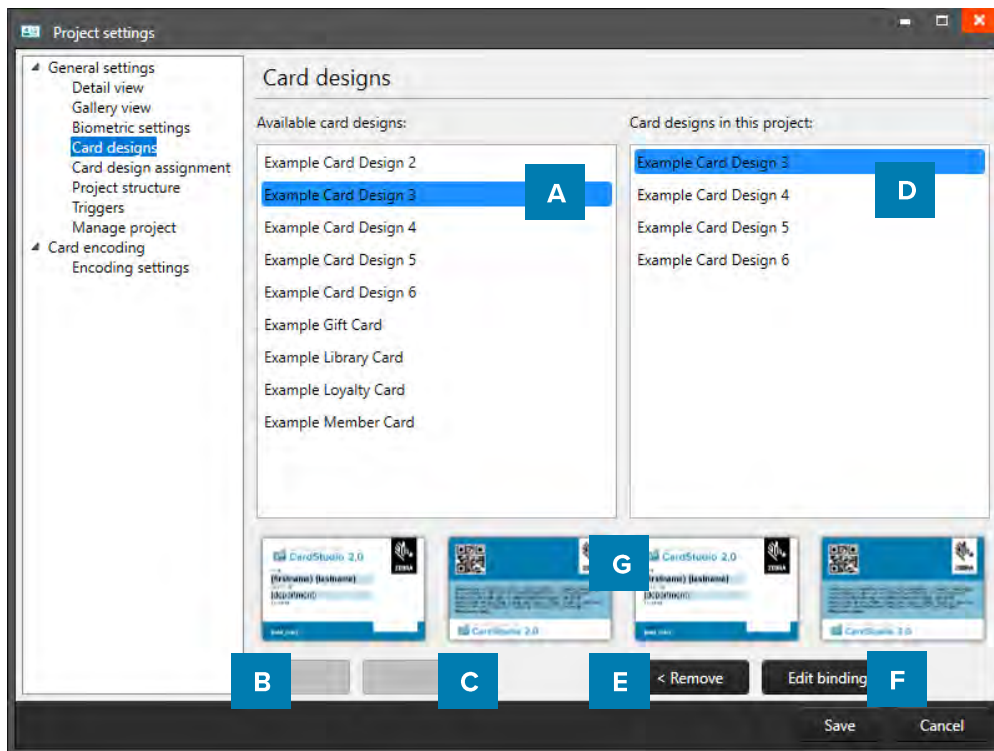 Project settings
General settings
Detail view
Gallery view
Biometric settings
Card designs
Card design assignment
Project structure
Triggers
Manage project
Card encoding
Encoding settings
Card designs
Available card designs:
Example Card Design 2
Example Card Design 3
A
Example Card Design 4
Example Card Design 5
Example Card Design 6
Example Gift Card
Example Library Card
Example Loyalty Card
Example Member Card
Card designs in this project:
Example Card Design 3
D
Example Card Design 4
Example Card Design 5
Example Card Design 6
CardStudio 2.0
ZEBRA
{firstname} {lastname}
{department}
CardStudio 2.0
G
CardStudio 2.0
ZEBRA
{lastname}
CardStudio 2.0
ZEBRA
B
C
E
< Remove
Edit binding
F
Save
Cancel